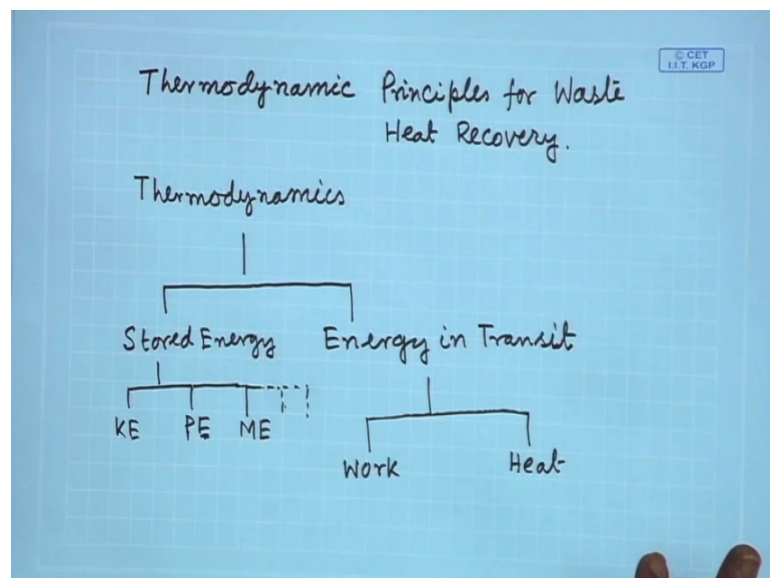 © CET
I.I.T. KGP
Thermodynamic Principles for Waste
Heat Recovery.
Thermodynamics
Stored Energy Energy in Transit
KE PE ME
Work Heat